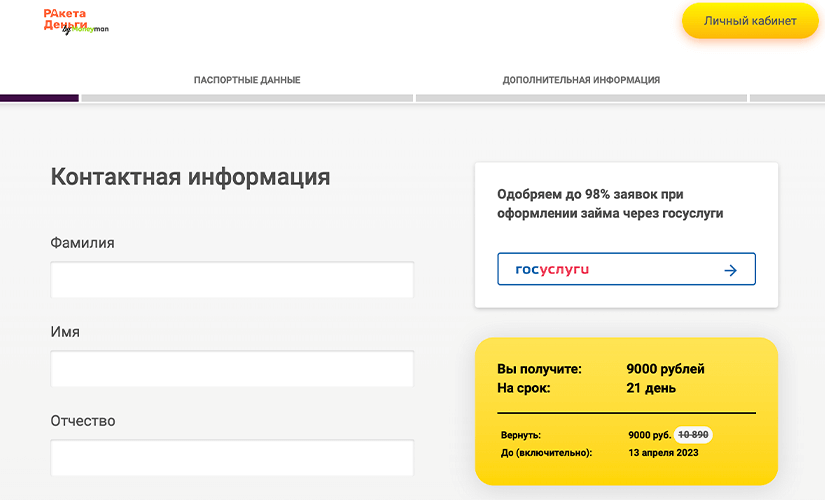 РАкета
Деньги
by Moneyman
Личный кабинет
ПАСПОРТНЫЕ ДАННЫЕ
ДОПОЛНИТЕЛЬНАЯ ИНФОРМАЦИЯ
Контактная информация
Фамилия
Имя
Отчество
Одобряем до 98% заявок при
оформлении займа через госуслуги
госуслуги
Вы получите: 9000 рублей
На срок: 21 день
Вернуть: 9000 руб. 10 890
До (включительно): 13 апреля 2023